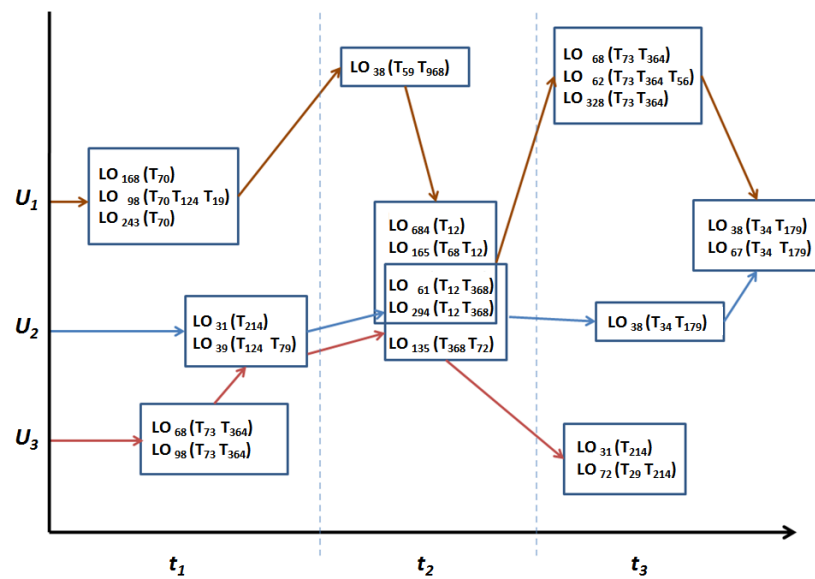 LO 38 (T59 T968)
LO 68 (T73 T364)
LO 62 (T73 T364 T56)
LO 328 (T73 T364)
U1
LO 168 (T70)
LO 98 (T70 T124 T19)
LO 243 (T70)
LO 684 (T12)
LO 165 (T68 T12)
LO 61 (T12 T368)
LO 294 (T12 T368)
LO 135 (T368 T72)
LO 38 (T34 T179)
LO 67 (T34 T179)
U2
LO 31 (T214)
LO 39 (T124 T79)
LO 38 (T34 T179)
U3
LO 68 (T73 T364)
LO 98 (T73 T364)
LO 31 (T214)
LO 72 (T29 T214)
t1
t2
t3